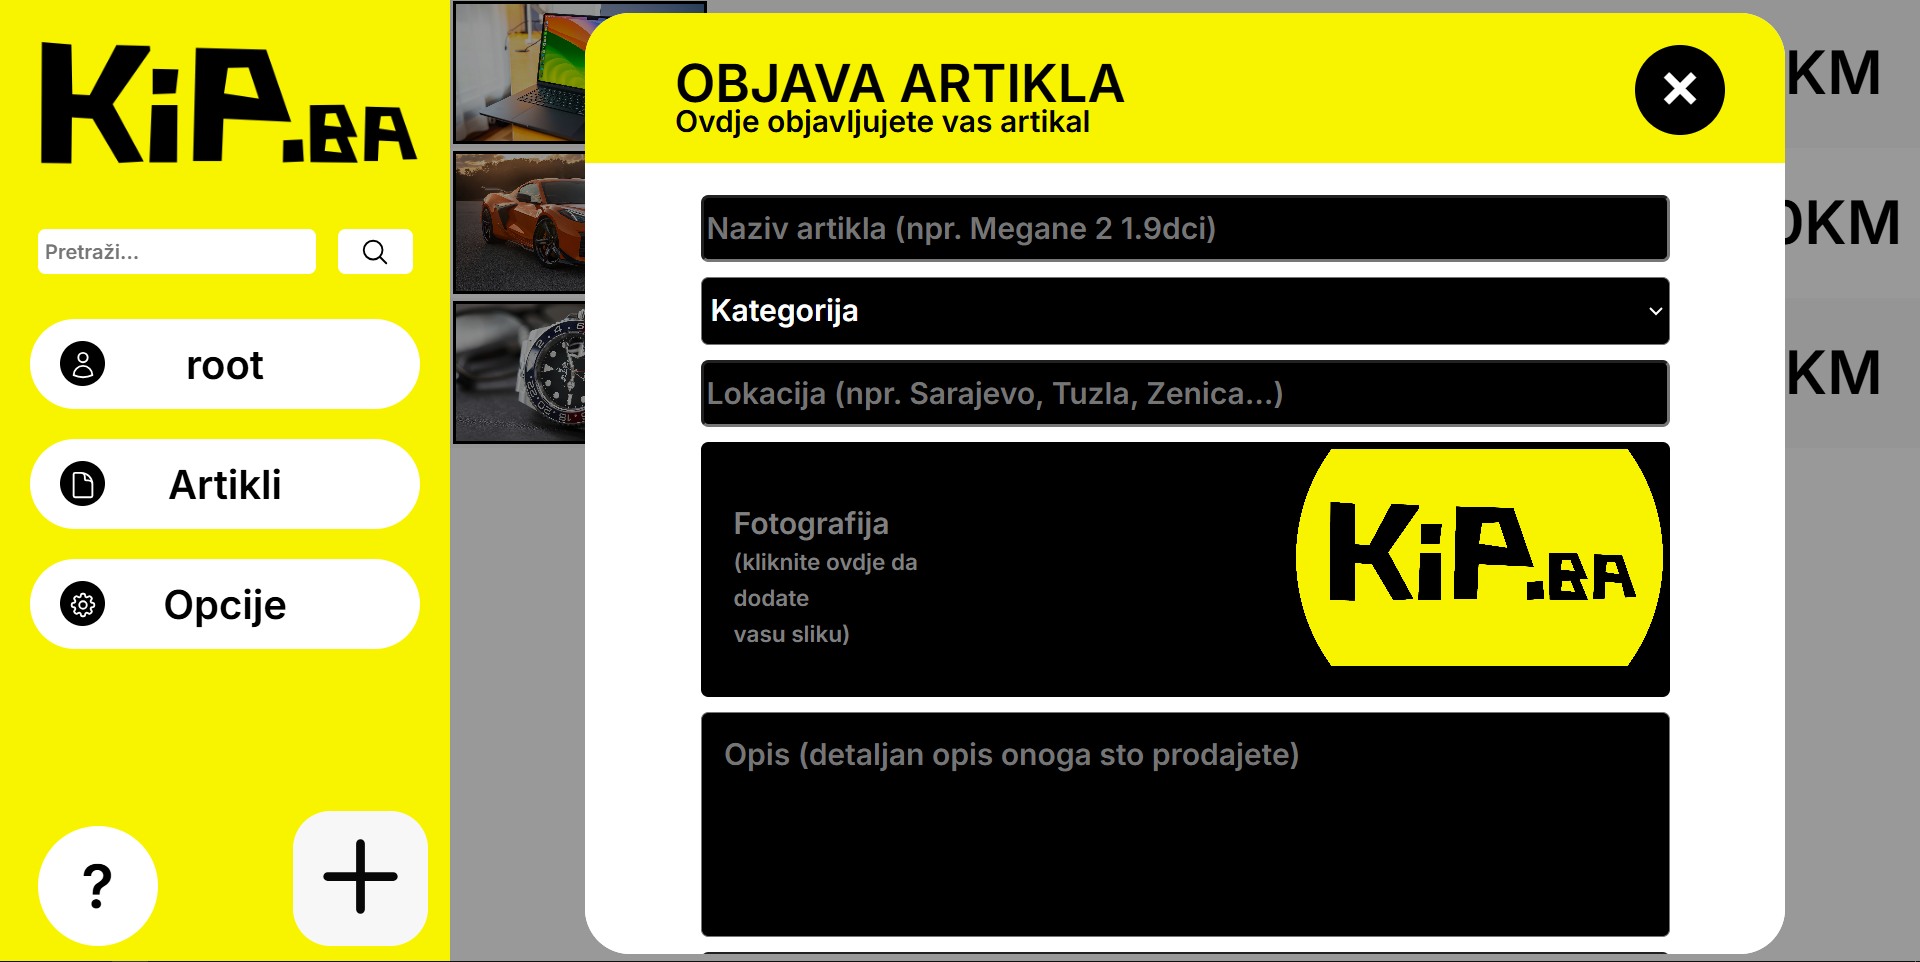 KiP.BA
Pretraži...
root
Artikli
Opcije
?
OBJAVA ARTIKLA
Ovdje objavljujete vas artikal
Naziv artikla (npr. Megane 2 1.9dci)
Kategorija
Lokacija (npr. Sarajevo, Tuzla, Zenica...)
Fotografija
(kliknite ovdje da
dodate
vasu sliku)
KiP.BA
Opis (detaljan opis onoga sto prodajete)
KM
0KM
KM